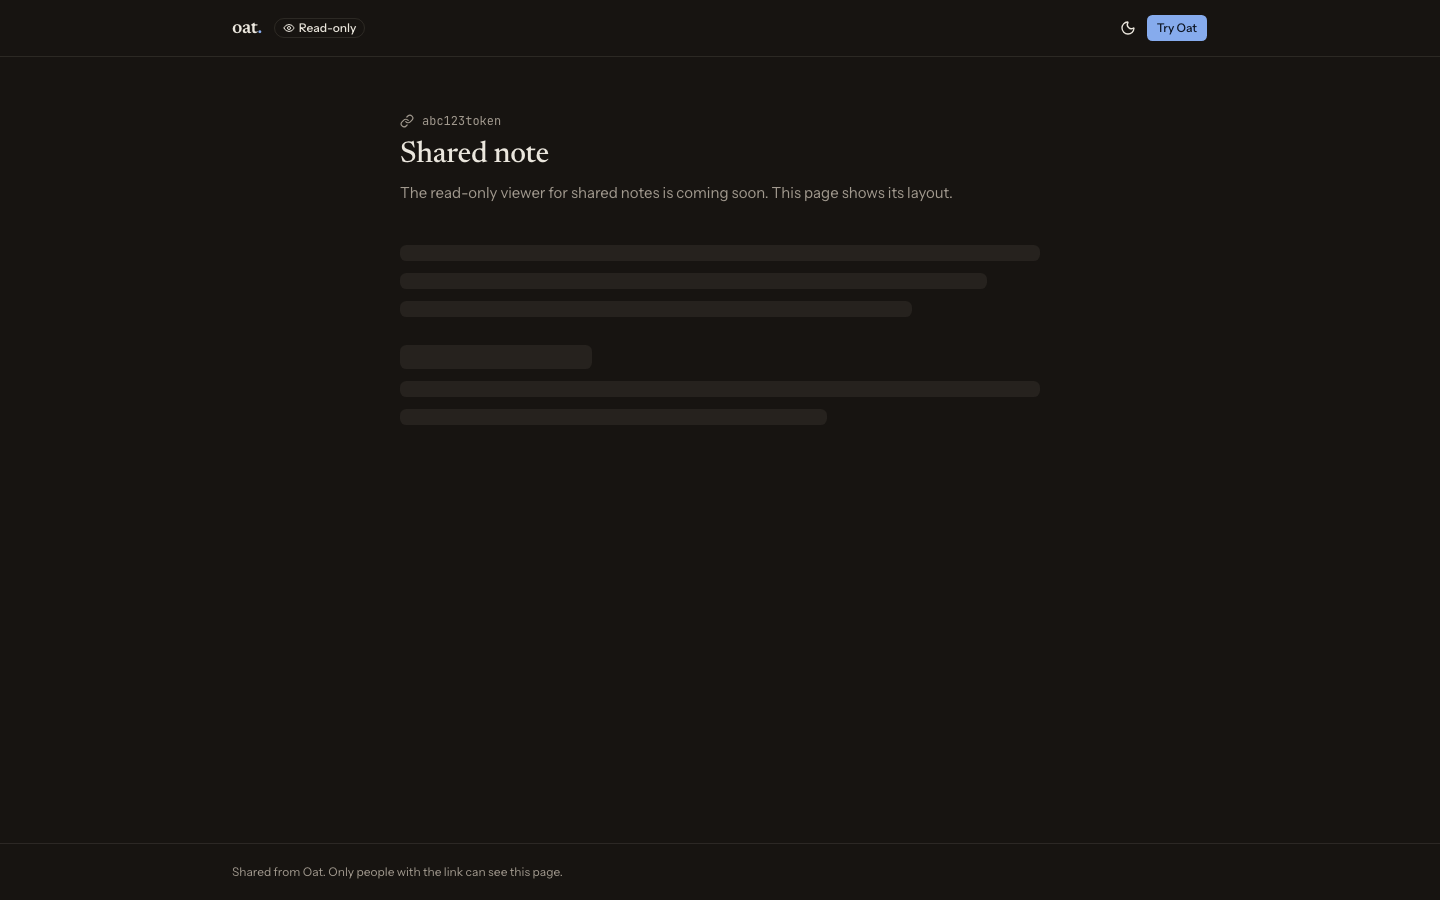 oat.
Read-only
Try Oat
abc123token
Shared note
The read-only viewer for shared notes is coming soon. This page shows its layout.
Shared from Oat. Only people with the link can see this page.